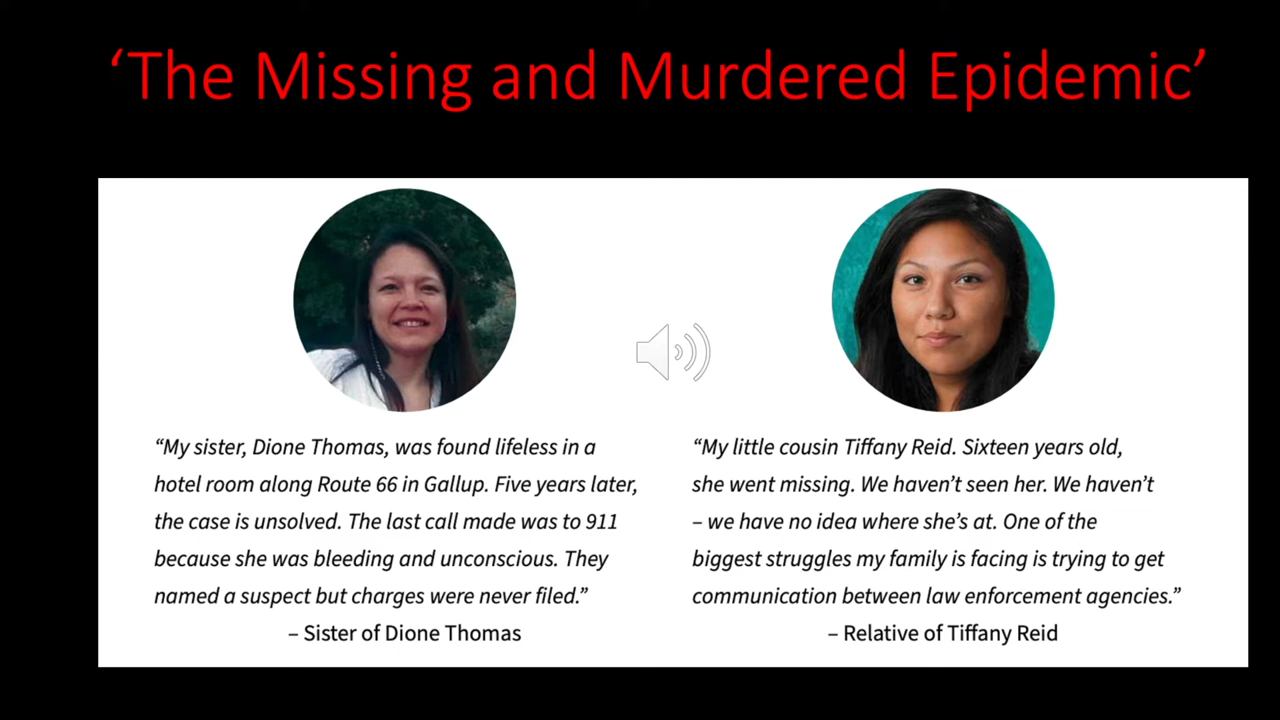 ‘The Missing and Murdered Epidemic’
“My sister, Dione Thomas, was found lifeless in a
hotel room along Route 66 in Gallup. Five years later,
the case is unsolved. The last call made was to 911
because she was bleeding and unconscious. They
named a suspect but charges were never filed.”
– Sister of Dione Thomas
“My little cousin Tiffany Reid. Sixteen years old,
she went missing. We haven’t seen her. We haven’t
– we have no idea where she’s at. One of the
biggest struggles my family is facing is trying to get
communication between law enforcement agencies.”
– Relative of Tiffany Reid